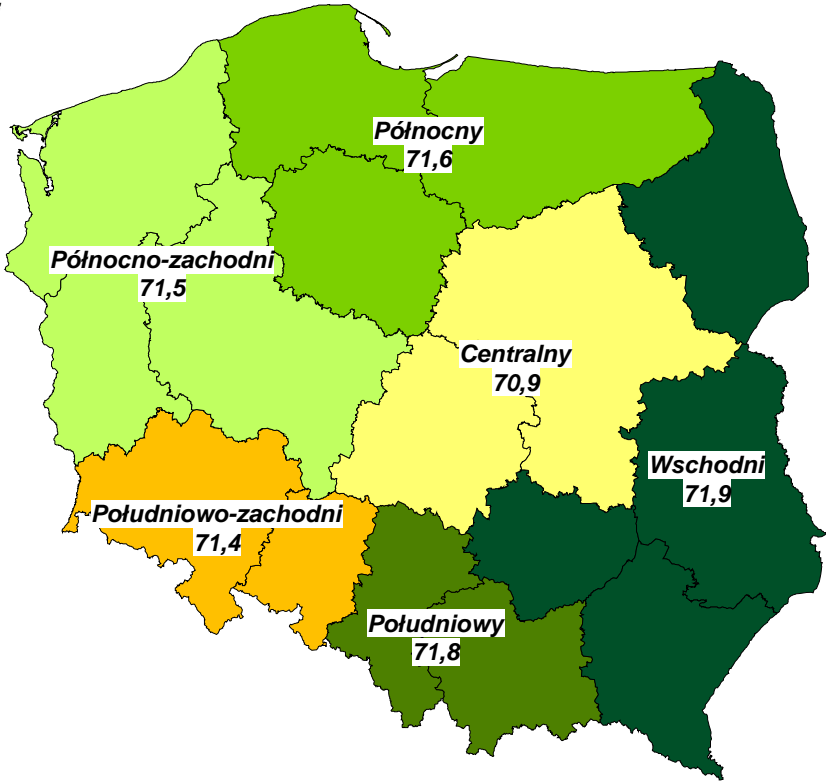 Północny
71,6
Północno-zachodni
71,5
Centralny
70,9
Wschodni
71,9
Południowo-zachodni
71,4
Południowy
71,8